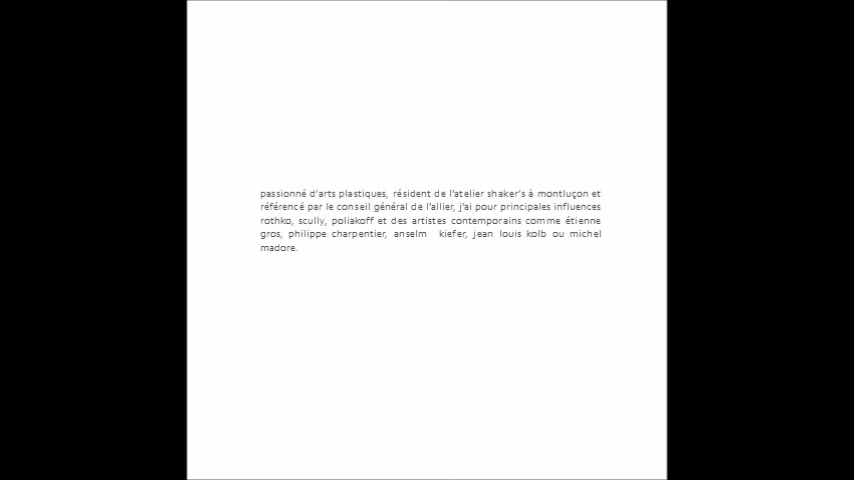 passionné d'arts plastiques, résident de l'atelier shaker's à montluçon et
référencé par le conseil général de l'allier, j'ai pour principales influences
rothko, scully, poliakoff et des artistes contemporains comme étienne
gros, philippe charpentier, anselm kiefer, jean louis kolb ou michel
madore.